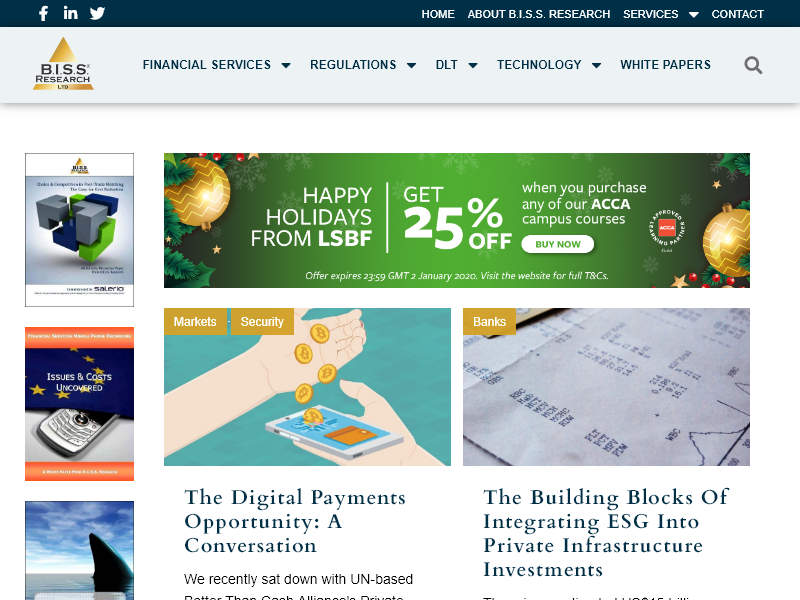 HOME ABOUT B.I.S.S. RESEARCH SERVICES CONTACT
B.I.S.S.
RESEARCH
LTD
FINANCIAL SERVICES REGULATIONS DLT TECHNOLOGY WHITE PAPERS
Choice & Competition in Post-Trade Matching
The Case for Cost Reduction
Financial Services Mobile Phone Recording
Issues & Costs
Uncovered
A White Paper From B.I.S.S. Research
HAPPY
HOLIDAYS
FROM LSBF
GET
25%
OFF
when you purchase
any of our ACCA
campus courses
BUY NOW
APPROVED
ACCA
LEARNING PARTNER
Offer expires 23:59 GMT 2 January 2020. Visit the website for full T&Cs.
Markets Security
Banks
The Digital Payments
Opportunity: A
Conversation
We recently sat down with UN-based
Better Than Cash Alliance's Private
The Building Blocks Of
Integrating ESG Into
Private Infrastructure
Investments